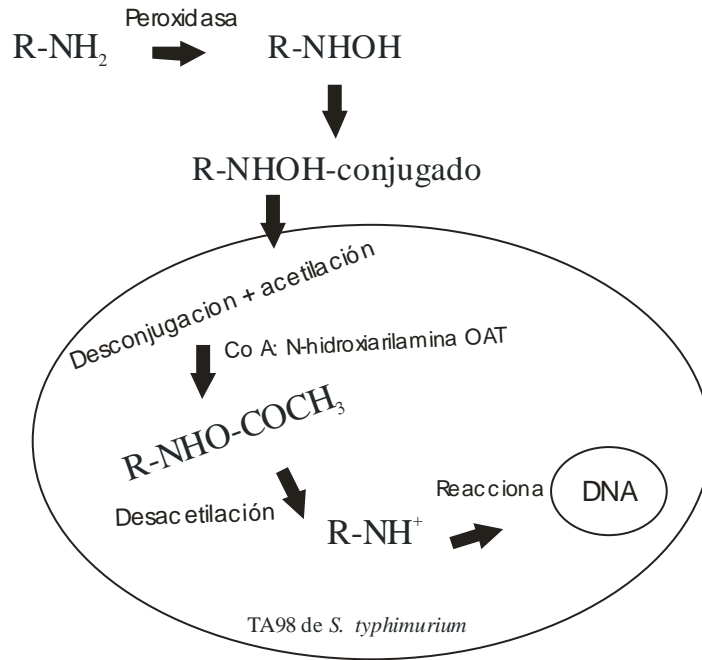 Peroxidasa
R-NH₂
R-NHOH
R-NHOH-conjugado
Desconjugacion + acetilación
Co A: N-hidroxiarilamina OAT
R-NHO-COCH₃
Desacetilación
R-NH⁺
Reacciona
DNA
TA98 de S. typhimurium